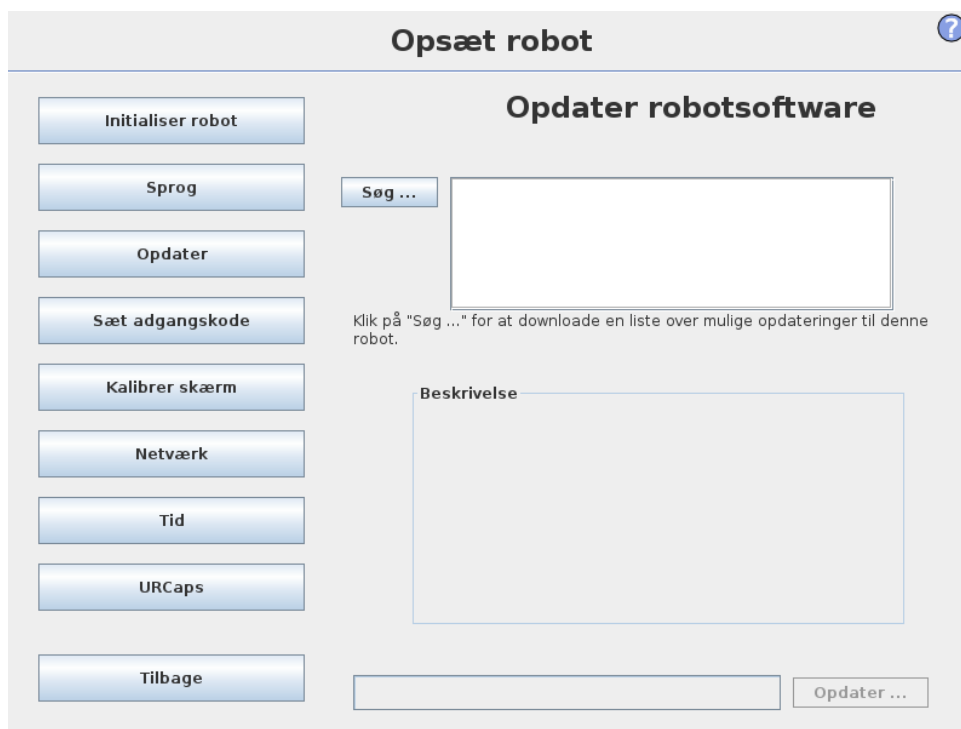 Opsæt robot
?
Initialiser robot
Sprog
Opdater
Sæt adgangskode
Kalibrer skærm
Netværk
Tid
URCaps
Tilbage
Opdater robotsoftware
Søg ...
Klik på "Søg ..." for at downloade en liste over mulige opdateringer til denne
robot.
Beskrivelse
Opdater ...